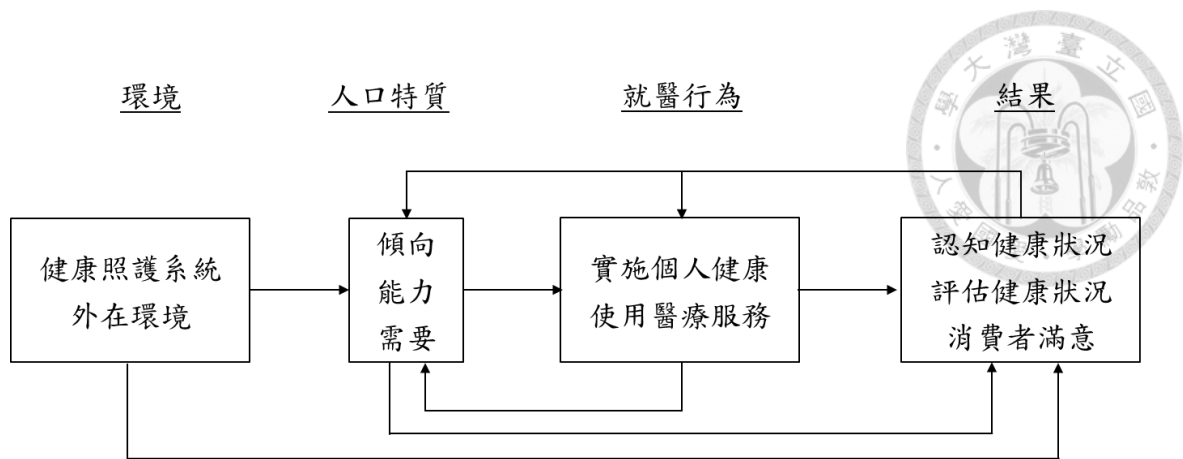 環境
人口特質
就醫行為
結果
健康照護系統
外在環境
傾向
能力
需要
實施個人健康
使用醫療服務
認知健康狀況
評估健康狀況
消費者滿意